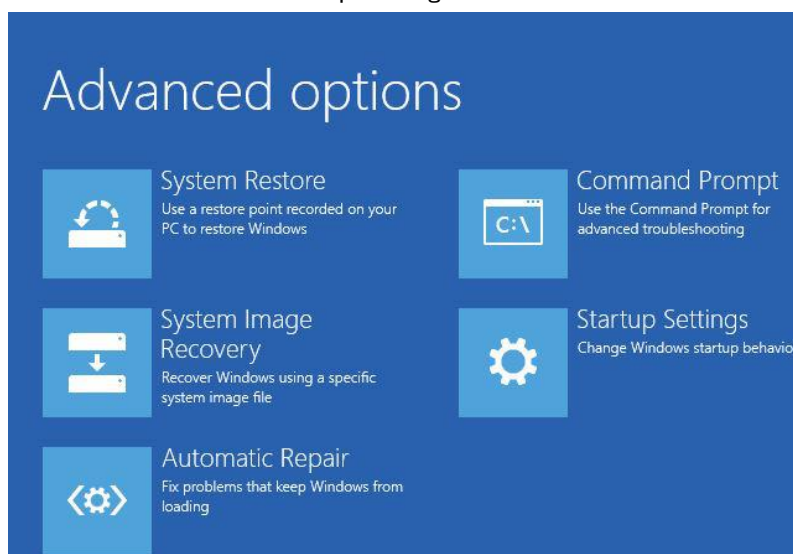 Advanced options
System Restore
Use a restore point recorded on your
PC to restore Windows
Command Prompt
Use the Command Prompt for
advanced troubleshooting
C:\
System Image
Recovery
Recover Windows using a specific
system image file
Startup Settings
Change Windows startup behavio
Automatic Repair
Fix problems that keep Windows from
loading